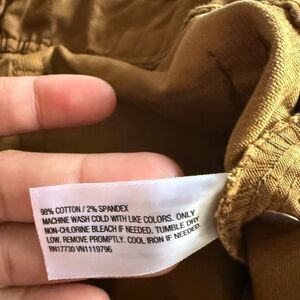 98% COTTON / 2% SPANDEX
MACHINE WASH COLD WITH LIKE COLORS. ONLY
NON-CHLORINE BLEACH IF NEEDED. TUMBLE DRY
LOW. REMOVE PROMPTLY. COOL IRON IF NEEDED.
RN17730 VN1119796